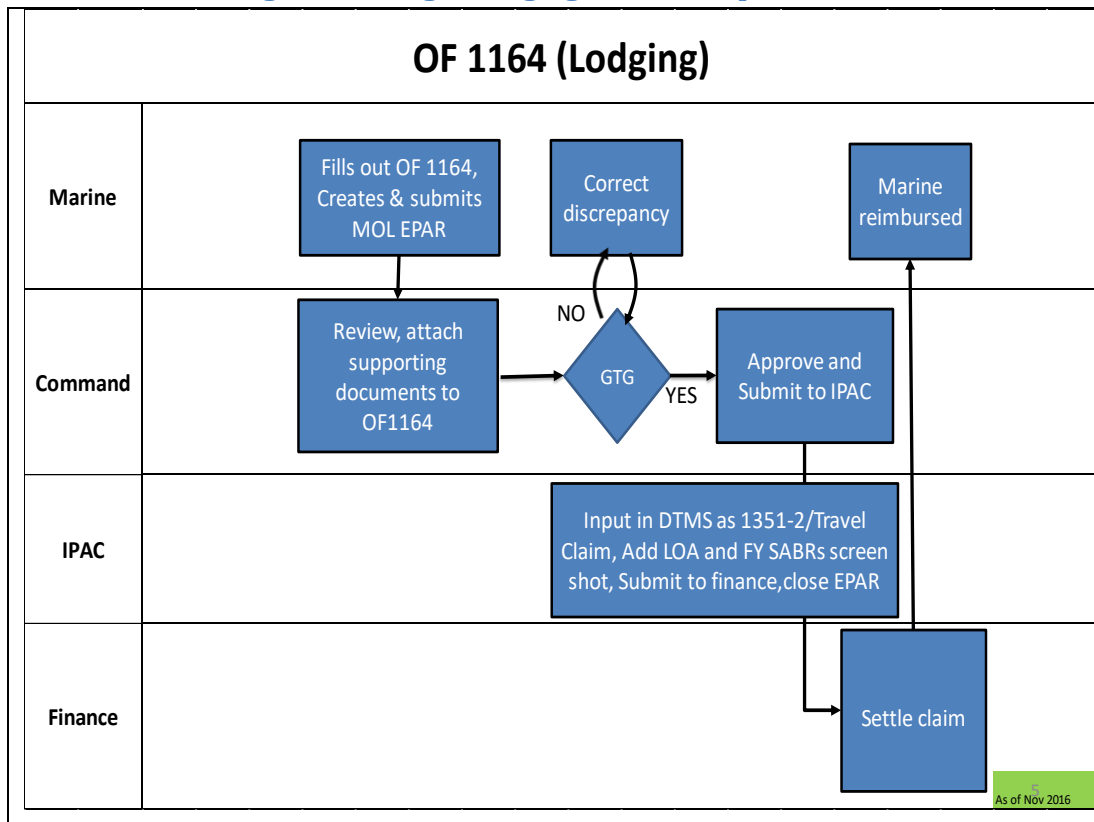 OF 1164 (Lodging)
Marine
Fills out OF 1164,
Creates & submits
MOL EPAR
Correct
discrepancy
Marine
reimbursed
Command
Review, attach
supporting
documents to
OF1164
NO
GTG
YES
Approve and
Submit to IPAC
IPAC
Input in DTMS as 1351-2/Travel
Claim, Add LOA and FY SABRs screen
shot, Submit to finance,close EPAR
Finance
Settle claim
5
As of Nov 2016